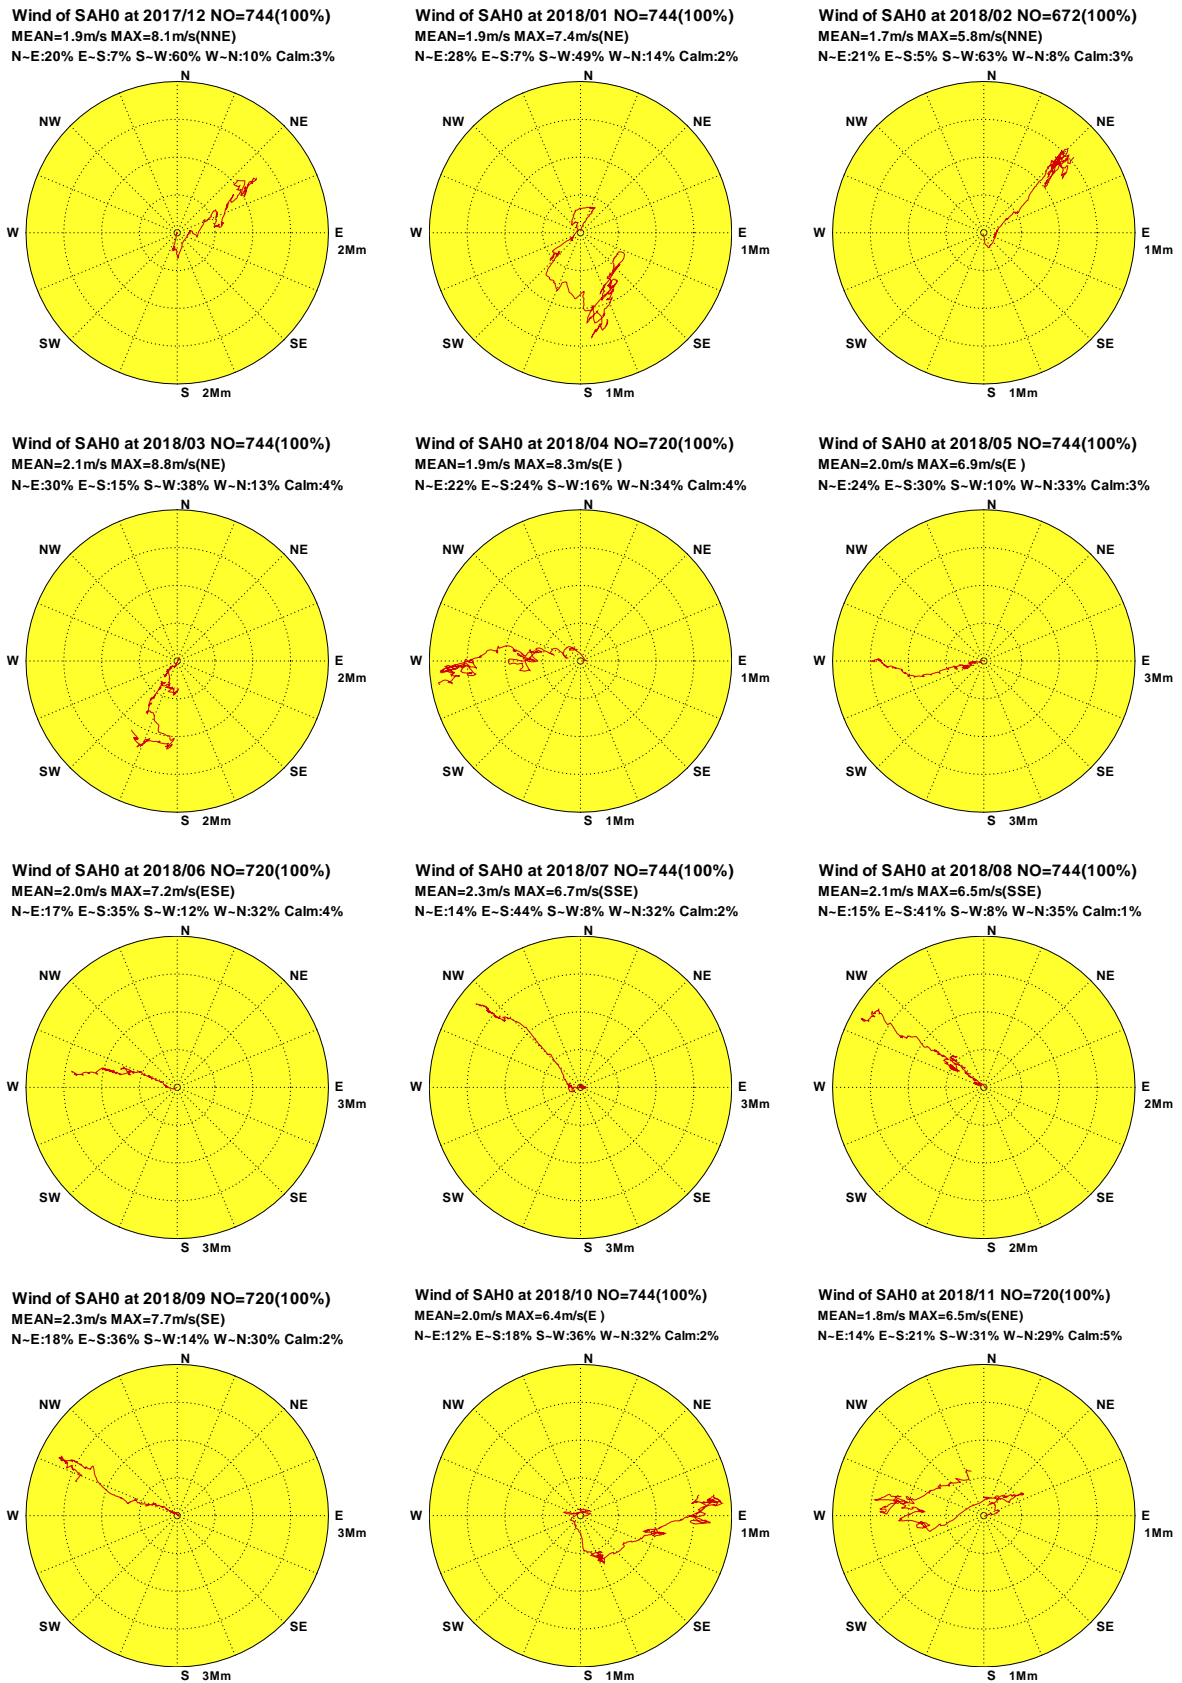 Wind of SAH0 at 2017/12 NO=744(100%)
MEAN=1.9m/s MAX=8.1m/s(NNE)
N~E:20% E~S:7% S~W:60% W~N:10% Calm:3%
N
NW
NE
W
E
2Mm
SW
SE
S 2Mm
Wind of SAH0 at 2018/01 NO=744(100%)
MEAN=1.9m/s MAX=7.4m/s(NE)
N~E:28% E~S:7% S~W:49% W~N:14% Calm:2%
N
NW
NE
W
E
1Mm
SW
SE
S 1Mm
Wind of SAH0 at 2018/02 NO=672(100%)
MEAN=1.7m/s MAX=5.8m/s(NNE)
N~E:21% E~S:5% S~W:63% W~N:8% Calm:3%
N
NW
NE
W
E
1Mm
SW
SE
S 1Mm
Wind of SAH0 at 2018/03 NO=744(100%)
MEAN=2.1m/s MAX=8.8m/s(NE)
N~E:30% E~S:15% S~W:38% W~N:13% Calm:4%
N
NW
NE
W
E
2Mm
SW
SE
S 2Mm
Wind of SAH0 at 2018/04 NO=720(100%)
MEAN=1.9m/s MAX=8.3m/s(E )
N~E:22% E~S:24% S~W:16% W~N:34% Calm:4%
N
NW
NE
W
E
1Mm
SW
SE
S 1Mm
Wind of SAH0 at 2018/05 NO=744(100%)
MEAN=2.0m/s MAX=6.9m/s(E )
N~E:24% E~S:30% S~W:10% W~N:33% Calm:3%
N
NW
NE
W
E
3Mm
SW
SE
S 3Mm
Wind of SAH0 at 2018/06 NO=720(100%)
MEAN=2.0m/s MAX=7.2m/s(ESE)
N~E:17% E~S:35% S~W:12% W~N:32% Calm:4%
N
NW
NE
W
E
3Mm
SW
SE
S 3Mm
Wind of SAH0 at 2018/07 NO=744(100%)
MEAN=2.3m/s MAX=6.7m/s(SSE)
N~E:14% E~S:44% S~W:8% W~N:32% Calm:2%
N
NW
NE
W
E
3Mm
SW
SE
S 3Mm
Wind of SAH0 at 2018/08 NO=744(100%)
MEAN=2.1m/s MAX=6.5m/s(SSE)
N~E:15% E~S:41% S~W:8% W~N:35% Calm:1%
N
NW
NE
W
E
2Mm
SW
SE
S 2Mm
Wind of SAH0 at 2018/09 NO=720(100%)
MEAN=2.3m/s MAX=7.7m/s(SE)
N~E:18% E~S:36% S~W:14% W~N:30% Calm:2%
N
NW
NE
W
E
3Mm
SW
SE
S 3Mm
Wind of SAH0 at 2018/10 NO=744(100%)
MEAN=2.0m/s MAX=6.4m/s(E )
N~E:12% E~S:18% S~W:36% W~N:32% Calm:2%
N
NW
NE
W
E
1Mm
SW
SE
S 1Mm
Wind of SAH0 at 2018/11 NO=720(100%)
MEAN=1.8m/s MAX=6.5m/s(ENE)
N~E:14% E~S:21% S~W:31% W~N:29% Calm:5%
N
NW
NE
W
E
1Mm
SW
SE
S 1Mm